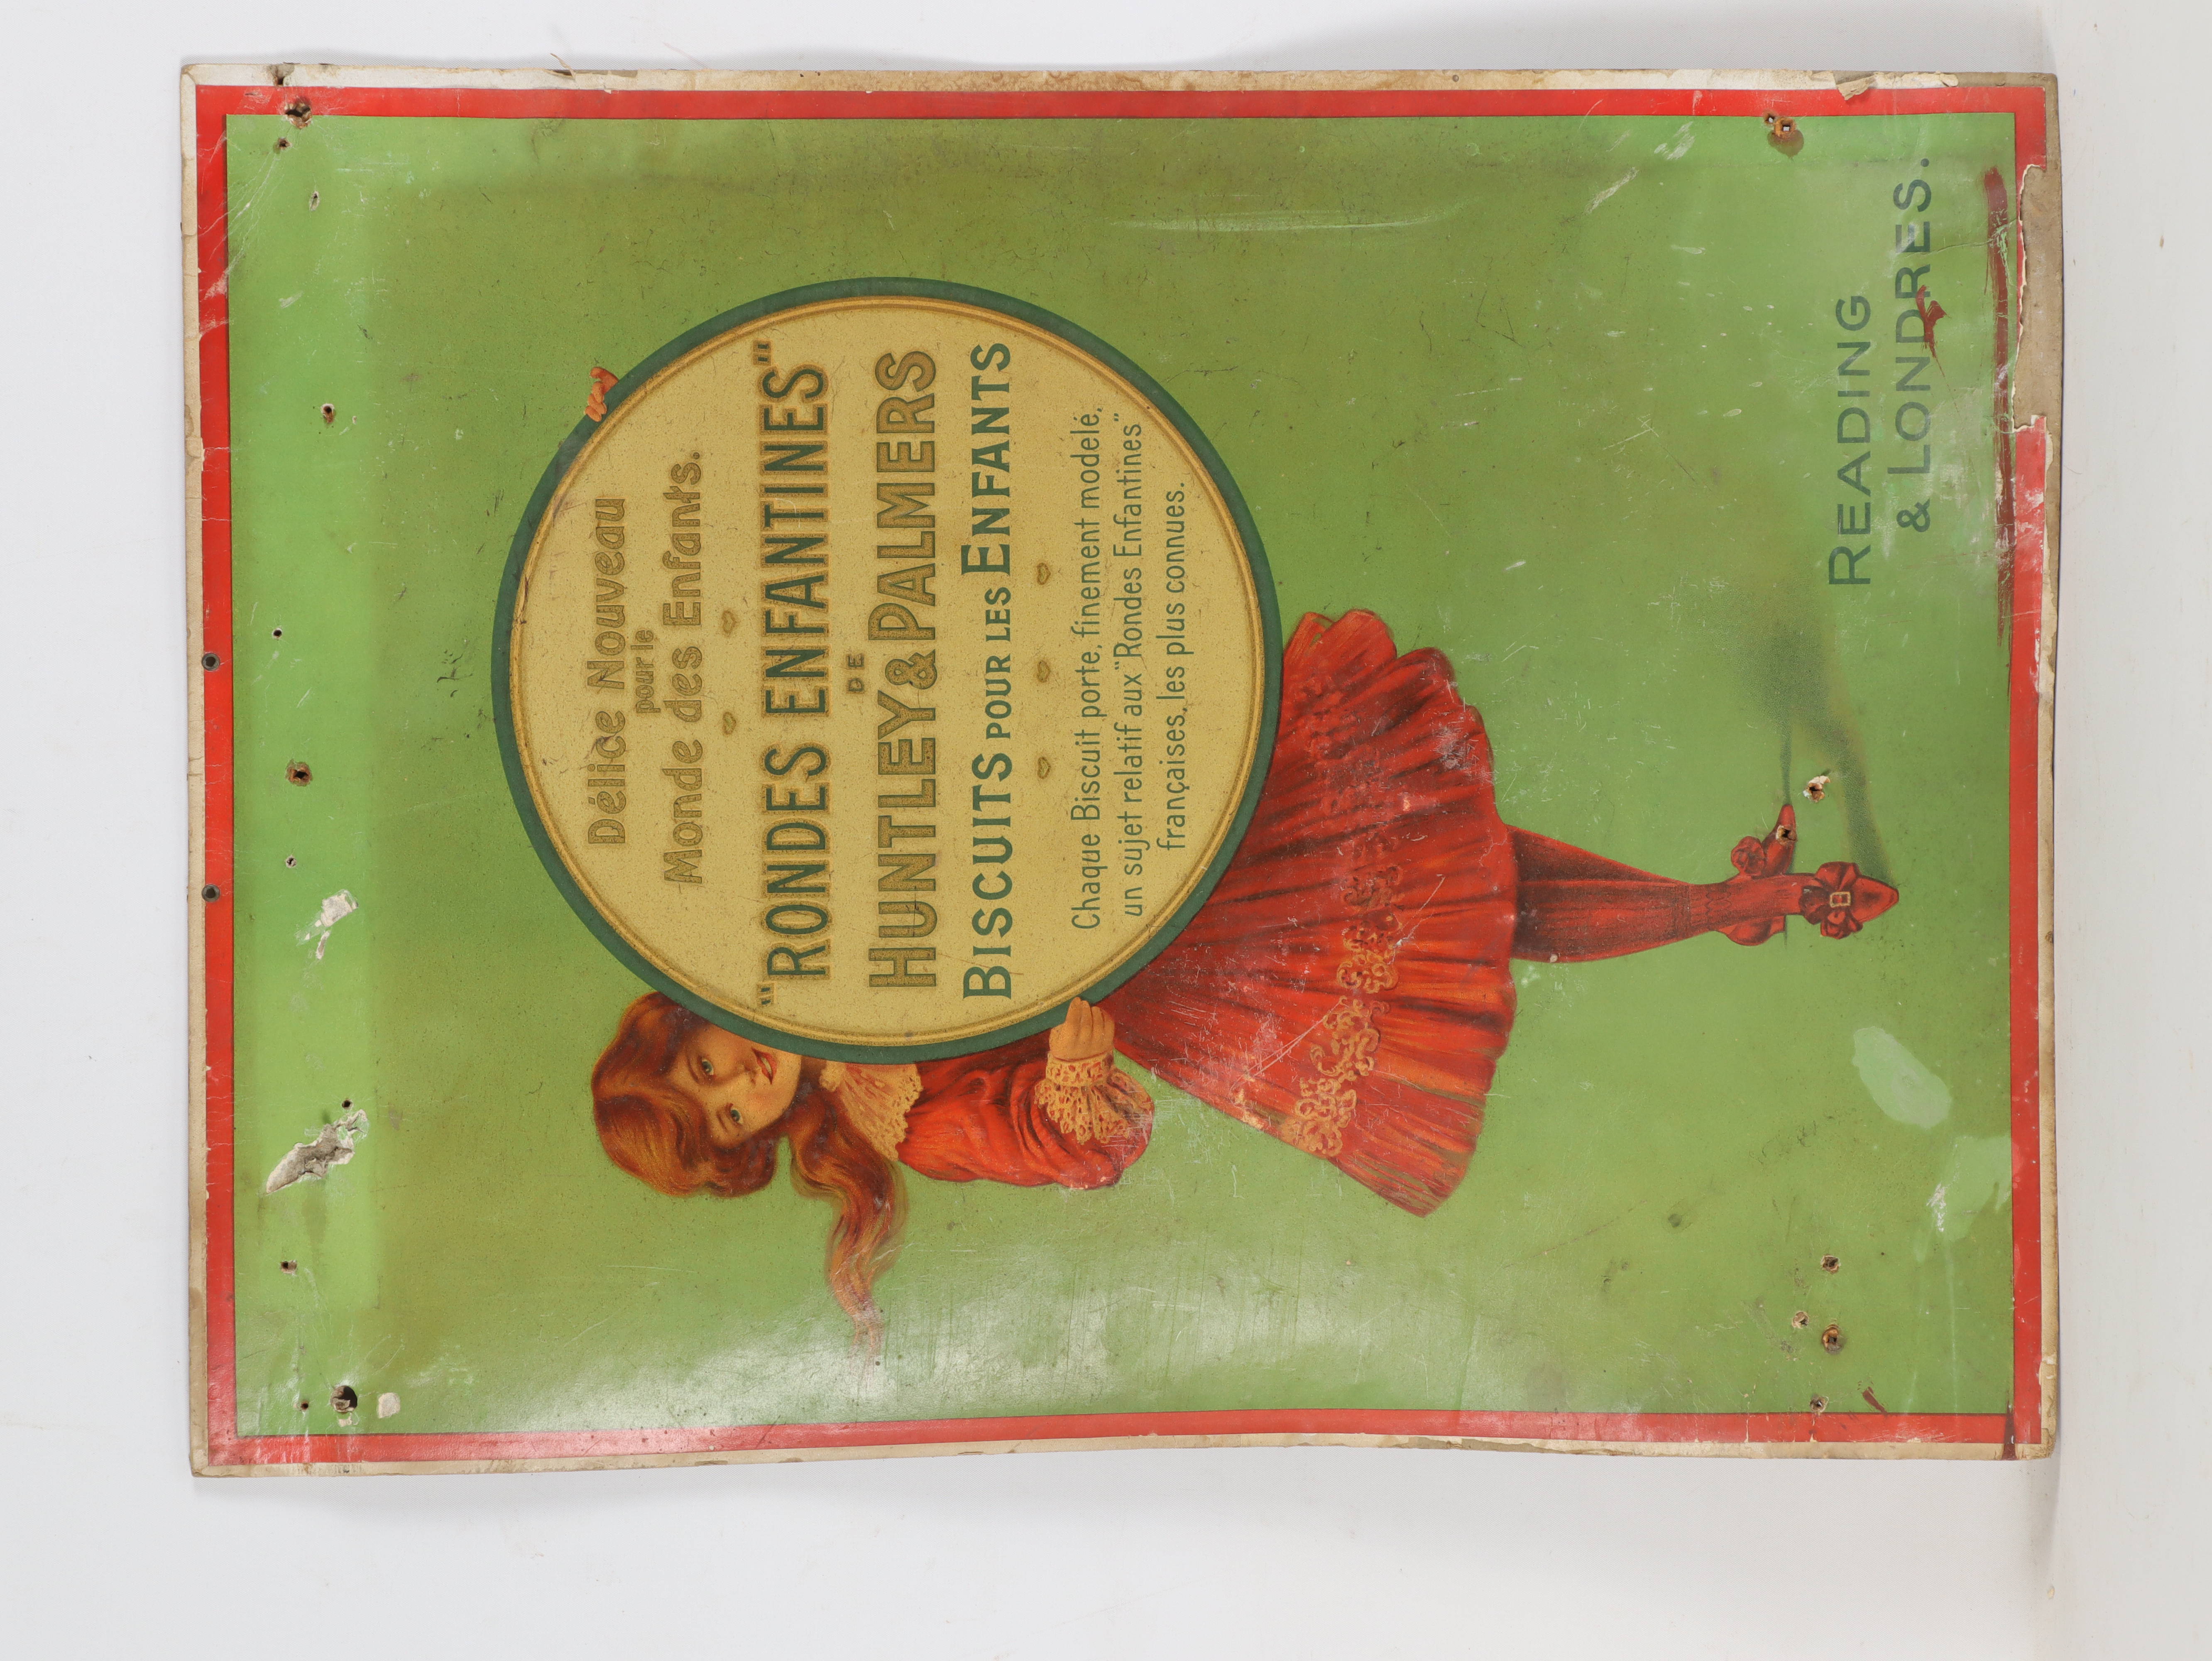 Délice Nouveau
pour le
Monde des Enfants.
"RONDES ENFANTINES"
DE
HUNTLEY & PALMERS
BISCUITS POUR LES ENFANTS
Chaque Biscuit porte, finement modelé,
un sujet relatif aux "Rondes Enfantines"
françaises, les plus connues.
READING
& LONDRES.